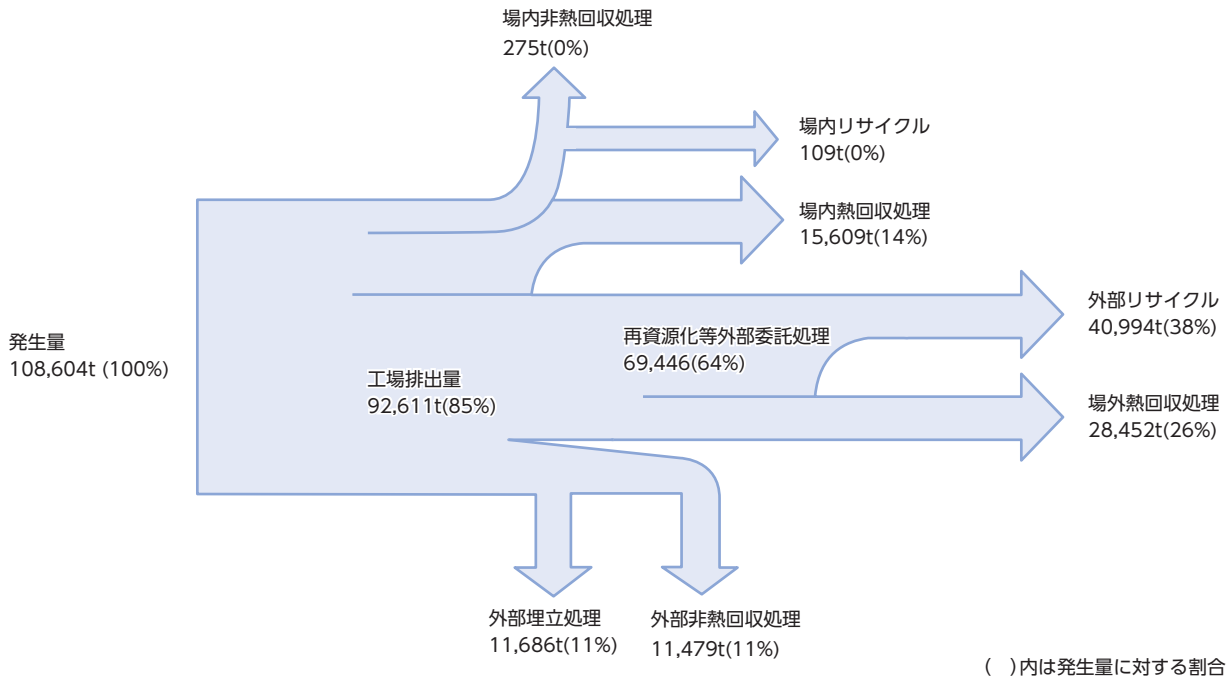 場内非熱回収処理
275t(0%)
場内リサイクル
109t(0%)
場内熱回収処理
15,609t(14%)
外部リサイクル
40,994t(38%)
再資源化等外部委託処理
69,446(64%)
発生量
108,604t (100%)
工場排出量
92,611t(85%)
場外熱回収処理
28,452t(26%)
外部埋立処理
11,686t(11%)
外部非熱回収処理
11,479t(11%)
(　)内は発生量に対する割合